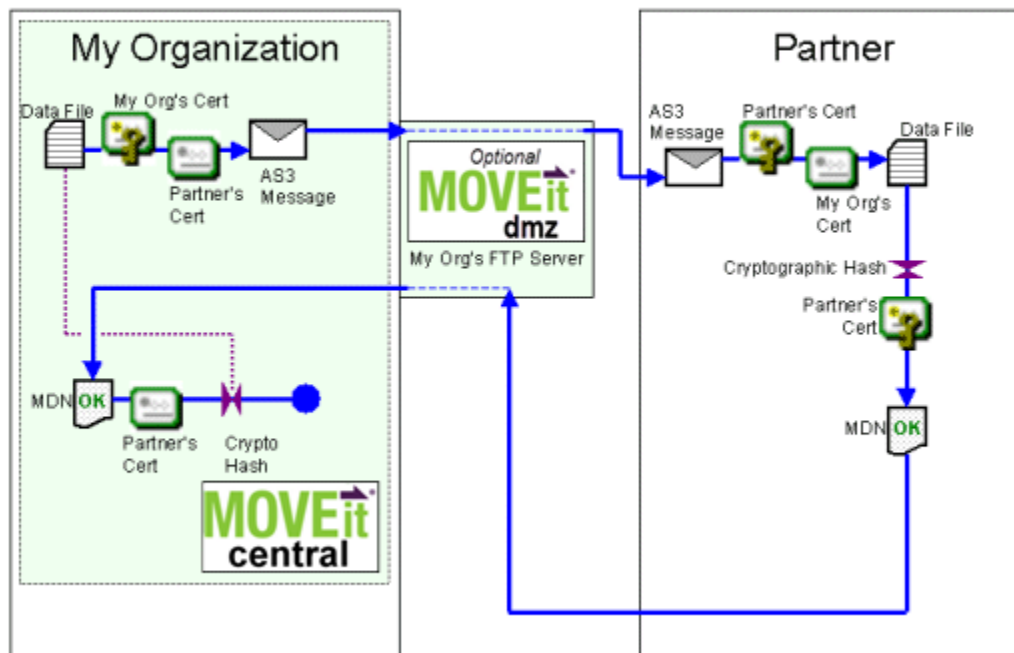 My Organization
Data File
My Org's Cert
Partner's
Cert
AS3
Message
Optional
MOVEit
dmz
My Org's FTP Server
MDN
OK
Partner's
Cert
Crypto
Hash
MOVEit
central
Partner
AS3
Message
Partner's Cert
Data File
My Org's
Cert
Cryptographic Hash
Partner's
Cert
MDN
OK